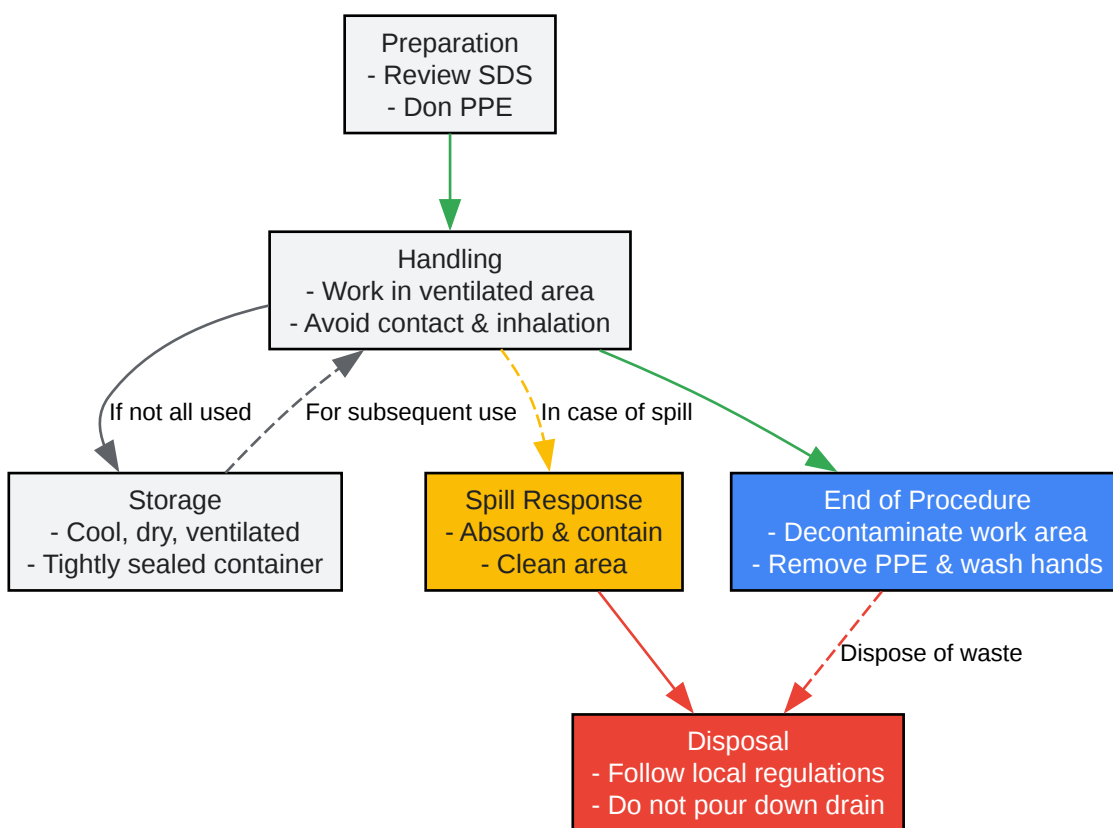 Preparation
- Review SDS
- Don PPE
Handling
- Work in ventilated area
- Avoid contact & inhalation
If not all used
For subsequent use
In case of spill
Storage
- Cool, dry, ventilated
- Tightly sealed container
Spill Response
- Absorb & contain
- Clean area
End of Procedure
- Decontaminate work area
- Remove PPE & wash hands
Dispose of waste
Disposal
- Follow local regulations
- Do not pour down drain